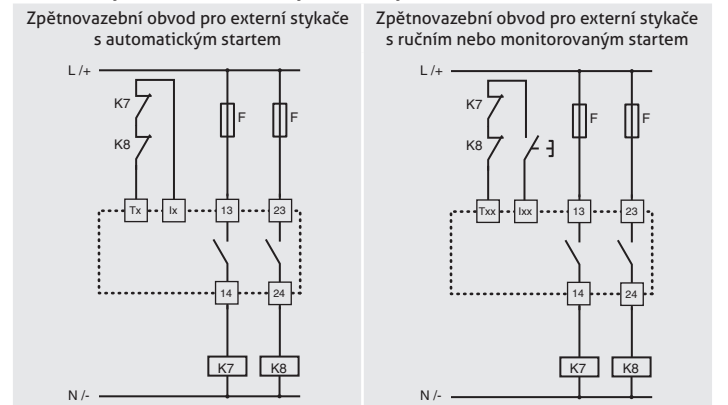 Zpětnovazební obvod pro externí stykače
s automatickým startem
L /+
K7
K8
F
F
Tx
Ix
13
23
14
24
K7
K8
N /-
Zpětnovazební obvod pro externí stykače
s ručním nebo monitorovaným startem
L /+
K7
K8
F
F
Txx
Ixx
13
23
14
24
K7
K8
N /-